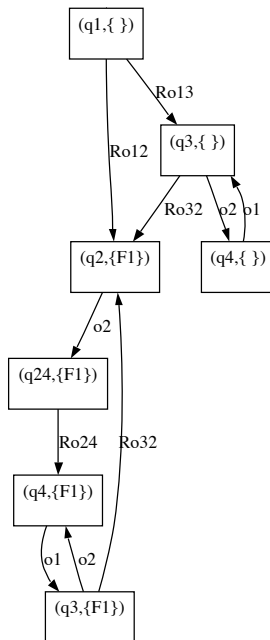 (q1,{ })
Ro13
(q3,{ })
Ro12
Ro32
o2
o1
(q2,{F1})
(q4,{ })
o2
(q24,{F1})
Ro24
Ro32
(q4,{F1})
o1
o2
(q3,{F1})